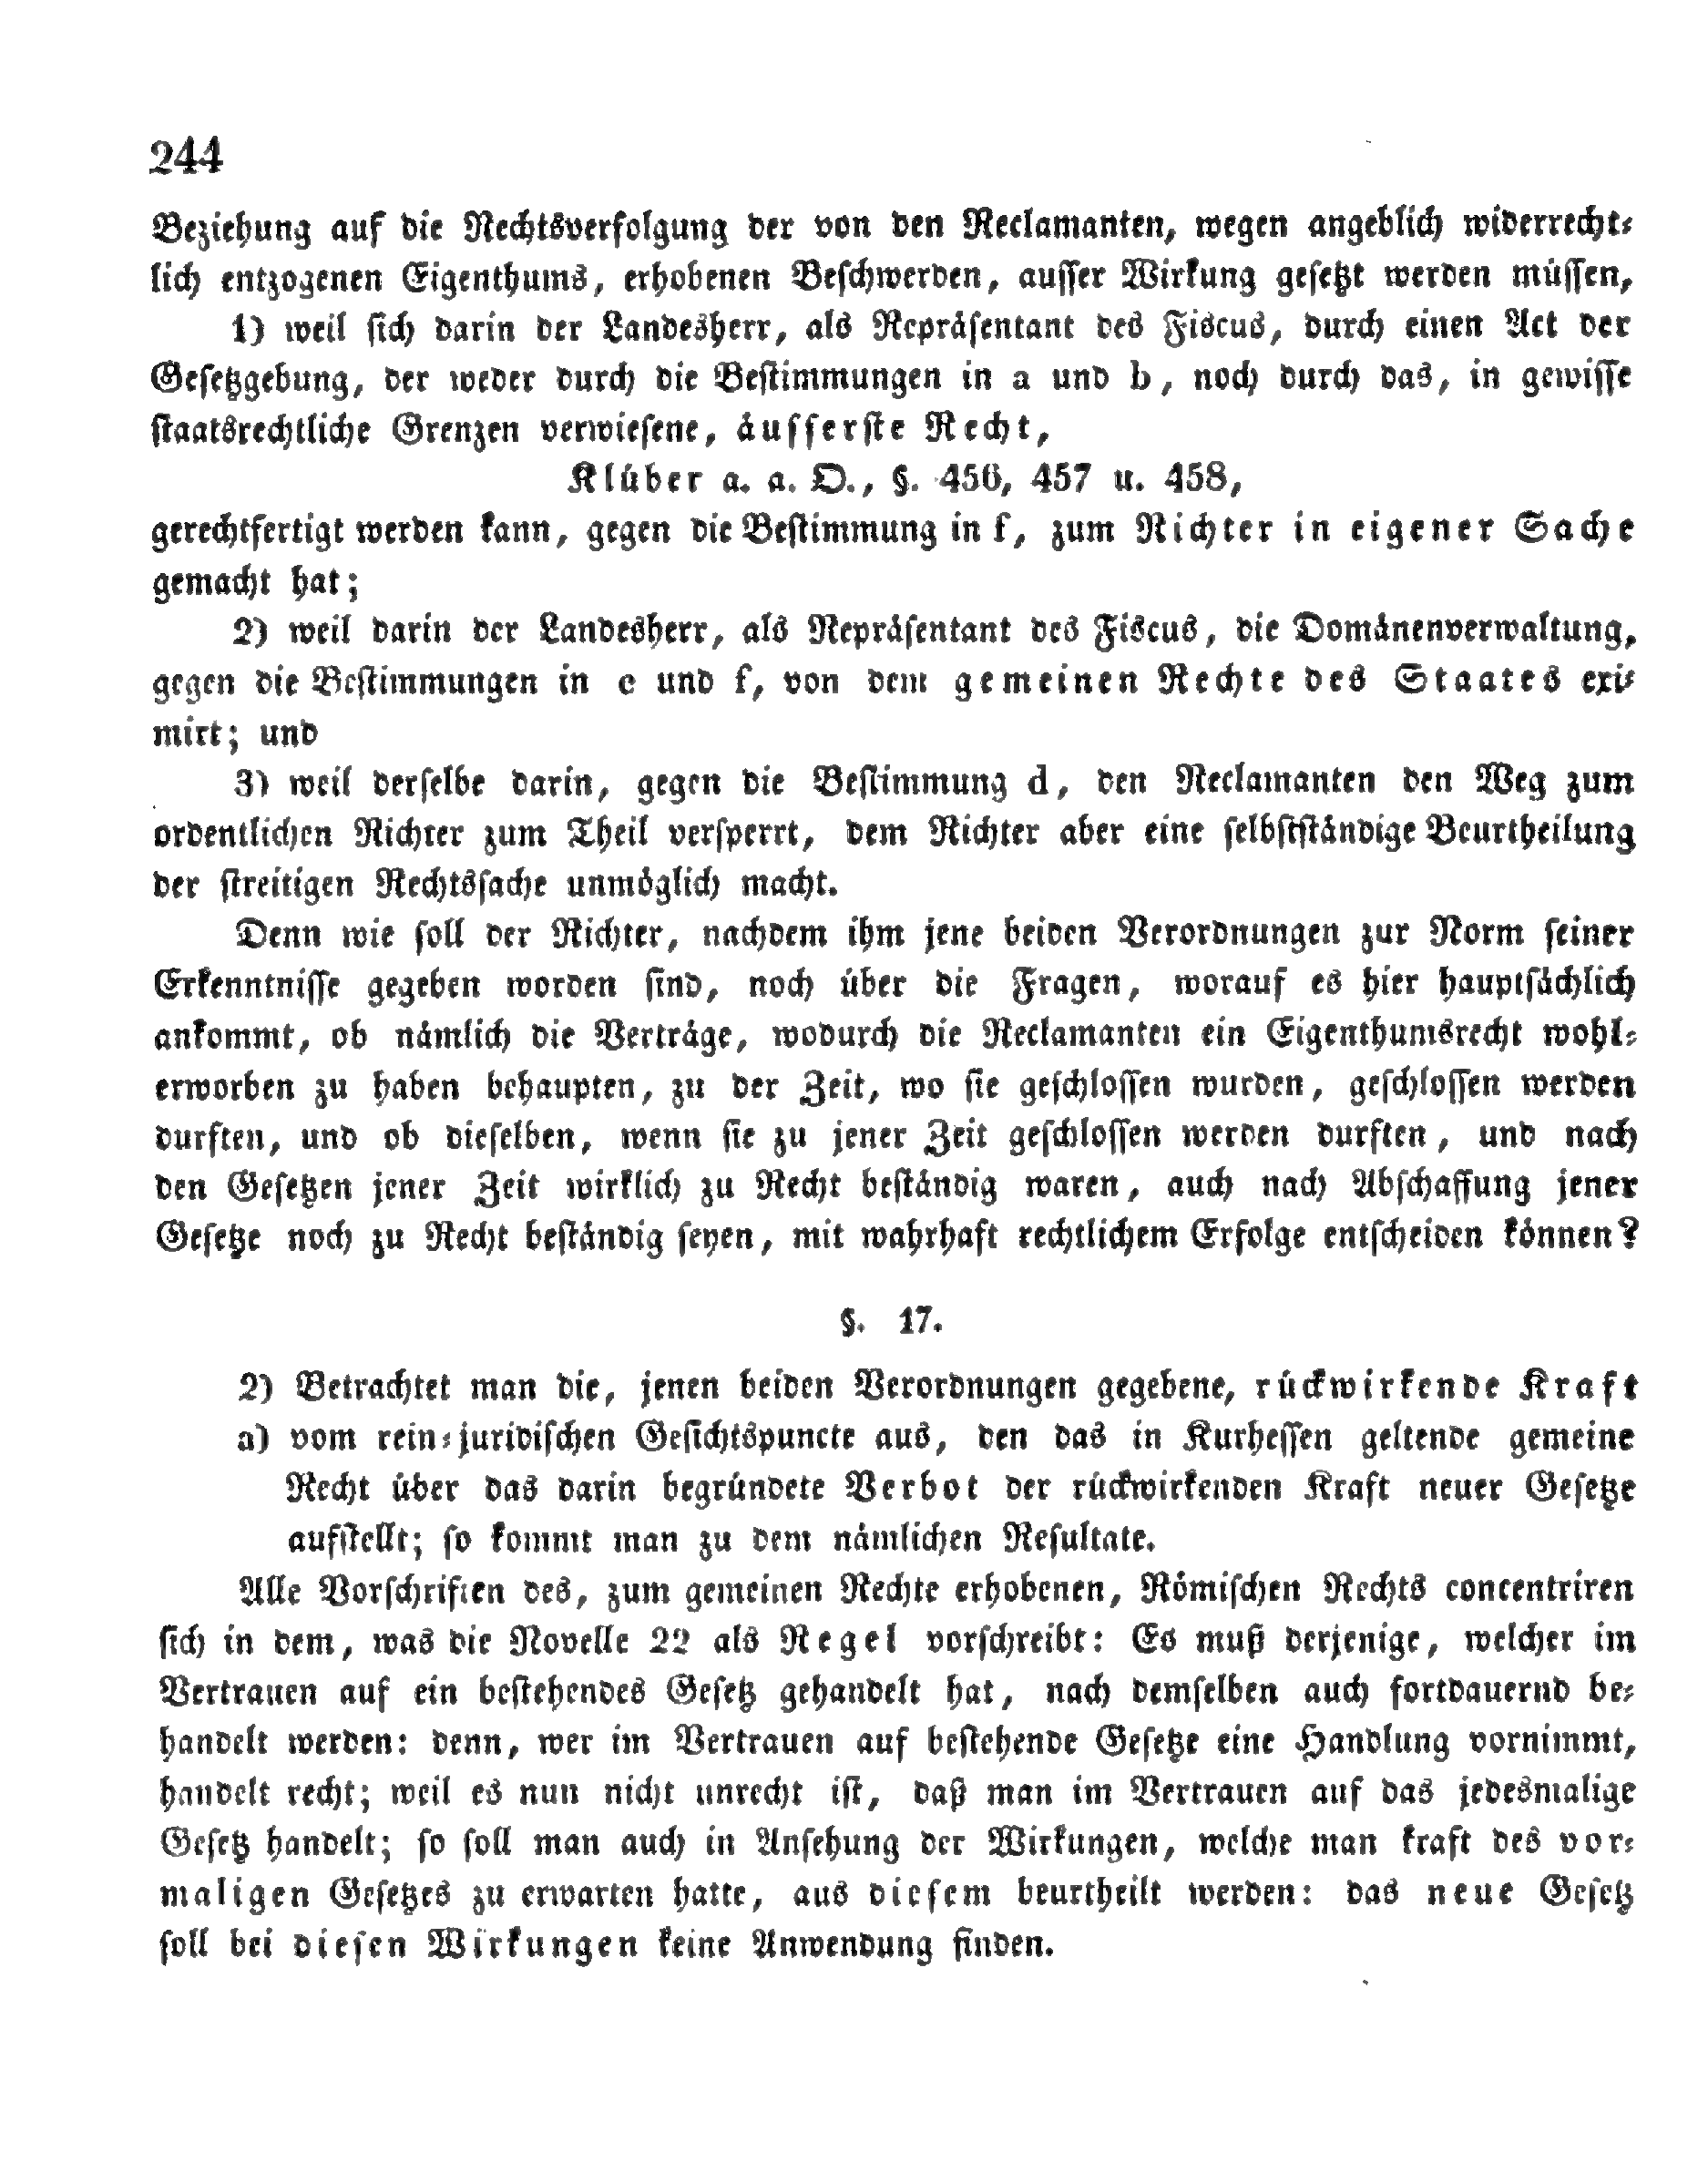 244
Beziehung auf die Rechtsverfolgung der von den Reclamanten, wegen angeblich widerrecht-
lich entzogenen Eigenthums, erhobenen Beschwerden, ausser Wirkung gesetzt werden müssen,
1) weil sich darin der Landesherr, als Repräsentant des Fiscus, durch einen Act der
Gesetzgebung, der weder durch die Bestimmungen in a und b, noch durch das, in gewisse
staatsrechtliche Grenzen verwiesene, äusserste Recht,
Klüber a. a. O., §. 456, 457 u. 458,
gerechtfertigt werden kann, gegen die Bestimmung in f, zum Richter in eigener Sache
gemacht hat;
2) weil darin der Landesherr, als Repräsentant des Fiscus, die Domänenverwaltung,
gegen die Bestimmungen in e und f, von dem gemeinen Rechte des Staates exi-
mirt; und
3) weil derselbe darin, gegen die Bestimmung d, den Reclamanten den Weg zum
ordentlichen Richter zum Theil versperrt, dem Richter aber eine selbstständige Beurtheilung
der streitigen Rechtssache unmöglich macht.
Denn wie soll der Richter, nachdem ihm jene beiden Verordnungen zur Norm seiner
Erkenntnisse gegeben worden sind, noch über die Fragen, worauf es hier hauptsächlich
ankommt, ob nämlich die Verträge, wodurch die Reclamanten ein Eigenthumsrecht wohl-
erworben zu haben behaupten, zu der Zeit, wo sie geschlossen wurden, geschlossen werden
durften, und ob dieselben, wenn sie zu jener Zeit geschlossen werden durften, und nach
den Gesetzen jener Zeit wirklich zu Recht beständig waren, auch nach Abschaffung jener
Gesetze noch zu Recht beständig seyen, mit wahrhaft rechtlichem Erfolge entscheiden können?
§. 17.
2) Betrachtet man die, jenen beiden Verordnungen gegebene, rückwirkende Kraft
a) vom rein-juridischen Gesichtspuncte aus, den das in Kurhessen geltende gemeine
Recht über das darin begründete Verbot der rückwirkenden Kraft neuer Gesetze
aufstellt; so kommt man zu dem nämlichen Resultate.
Alle Vorschriften des, zum gemeinen Rechte erhobenen, Römischen Rechts concentriren
sich in dem, was die Novelle 22 als Regel vorschreibt: Es muß derjenige, welcher im
Vertrauen auf ein bestehendes Gesetz gehandelt hat, nach demselben auch fortdauernd be-
handelt werden: denn, wer im Vertrauen auf bestehende Gesetze eine Handlung vornimmt,
handelt recht; weil es nun nicht unrecht ist, daß man im Vertrauen auf das jedesmalige
Gesetz handelt; so soll man auch in Ansehung der Wirkungen, welche man kraft des vor-
maligen Gesetzes zu erwarten hatte, aus diesem beurtheilt werden: das neue Gesetz
soll bei diesen Wirkungen keine Anwendung finden.